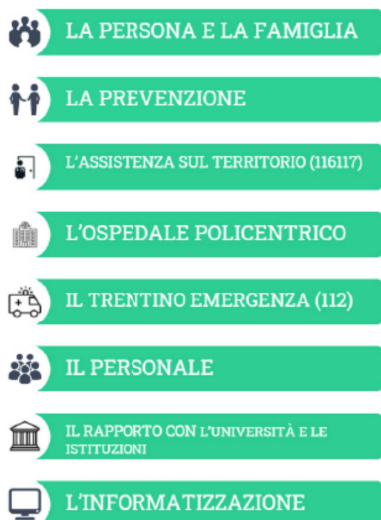 LA PERSONA E LA FAMIGLIA
LA PREVENZIONE
L'ASSISTENZA SUL TERRITORIO (116117)
L'OSPEDALE POLICENTRICO
IL TRENTINO EMERGENZA (112)
IL PERSONALE
IL RAPPORTO CON L'UNIVERSITÀ E LE
ISTITUZIONI
L'INFORMATIZZAZIONE